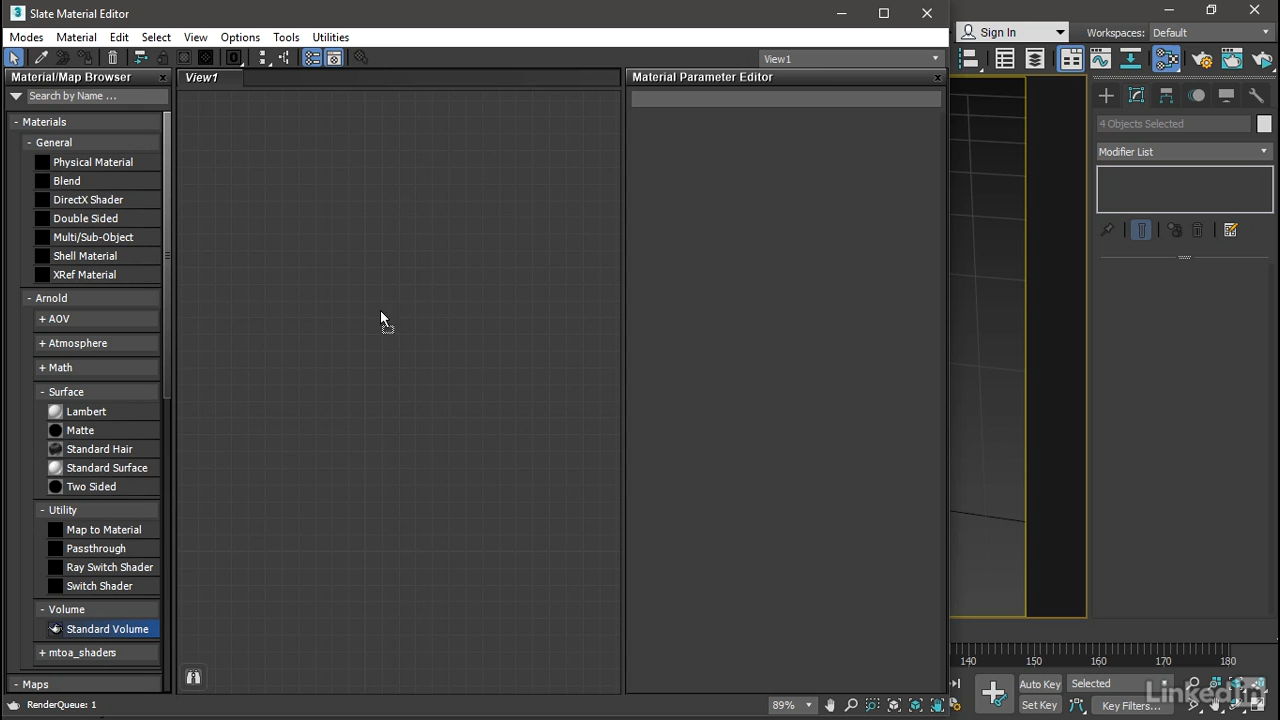 Slate Material Editor
Modes Material Edit Select View Options Tools Utilities
View1
Material/Map Browser
Search by Name ...
- Materials
- General
Physical Material
Blend
DirectX Shader
Double Sided
Multi/Sub-Object
Shell Material
XRef Material
- Arnold
+ AOV
+ Atmosphere
+ Math
- Surface
Lambert
Matte
Standard Hair
Standard Surface
Two Sided
- Utility
Map to Material
Passthrough
Ray Switch Shader
Switch Shader
- Volume
Standard Volume
+ mtoa_shaders
- Maps
RenderQueue: 1
View1
89%
Material Parameter Editor
Sign In
Workspaces: Default
4 Objects Selected
Modifier List
140 150 160 170 180
Auto Key Selected
Set Key Key Filters...
LinkedIn